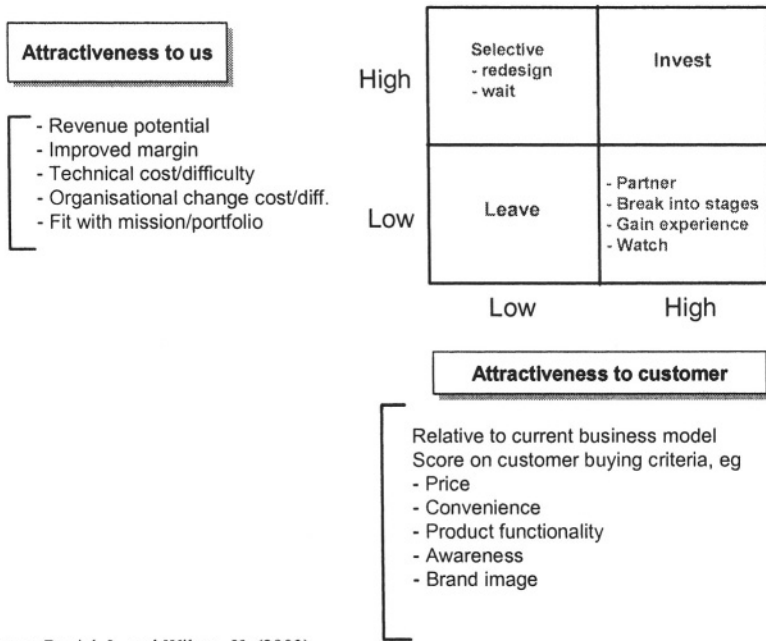 Attractiveness to us
- Revenue potential
- Improved margin
- Technical cost/difficulty
- Organisational change cost/diff.
- Fit with mission/portfolio
High
Low
Selective
- redesign
- wait
Invest
Leave
- Partner
- Break into stages
- Gain experience
- Watch
Low High
Attractiveness to customer
Relative to current business model
Score on customer buying criteria, eg
- Price
- Convenience
- Product functionality
- Awareness
- Brand image